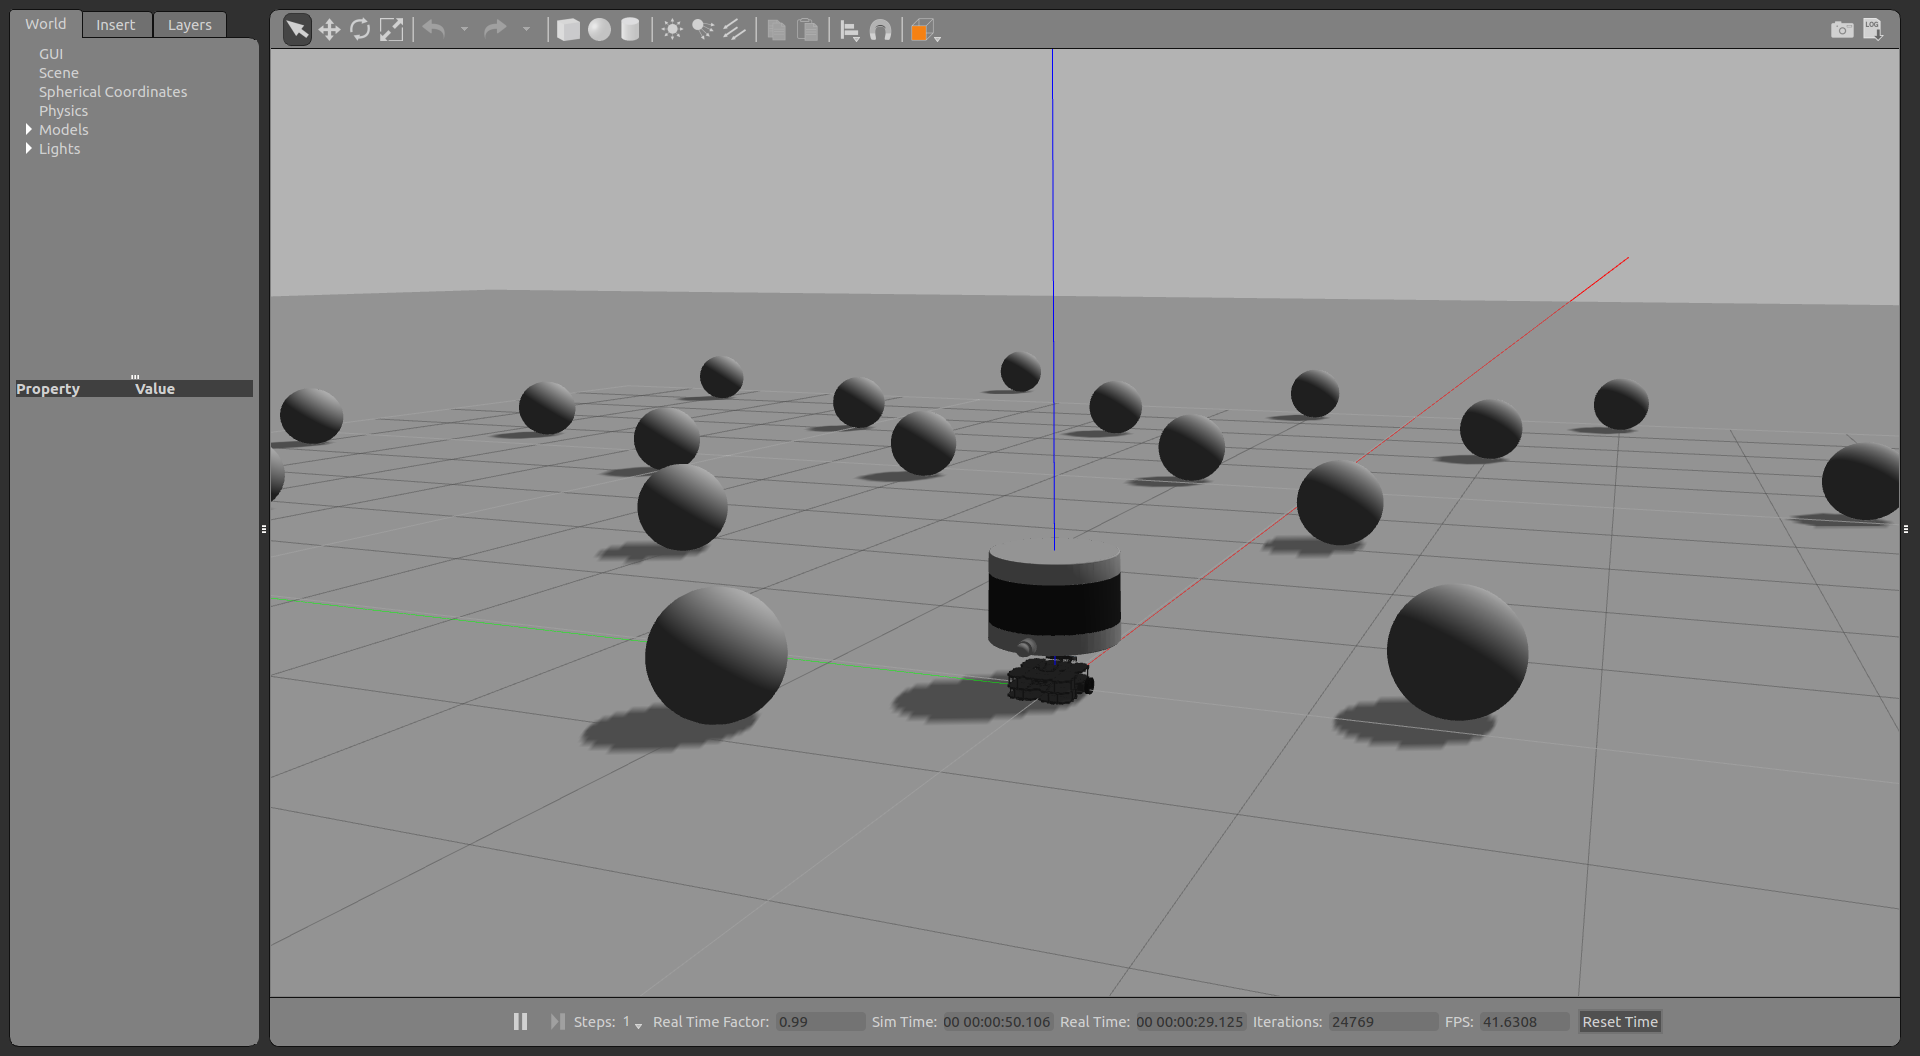 World Insert Layers
GUI
Scene
Spherical Coordinates
Physics
Models
Lights
Property Value
LOG
Steps: 1 Real Time Factor: 0.99 Sim Time: 00 00:00:50.106 Real Time: 00 00:00:29.125 Iterations: 24769 FPS: 41.6308 Reset Time